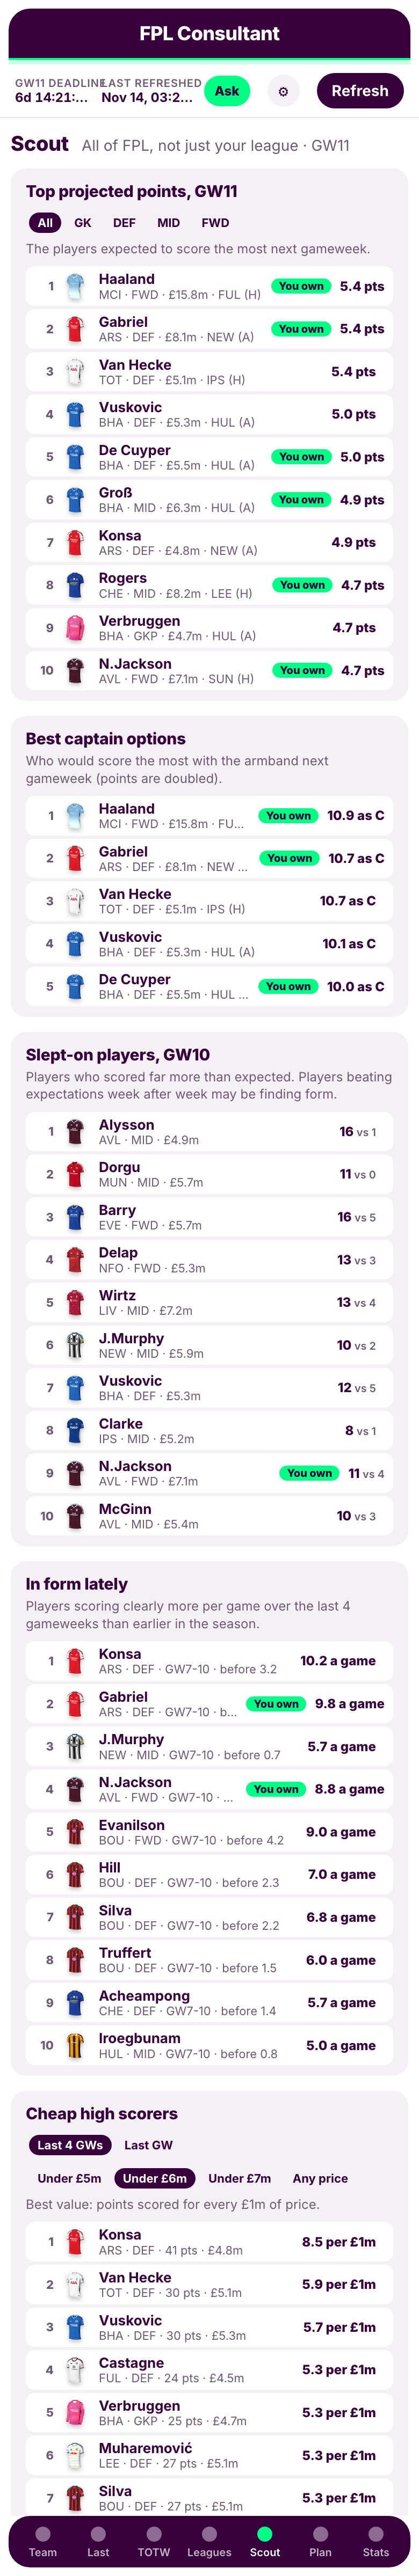 FPL Consultant
GW11 DEADLINE
LAST REFRESHED
6d 14:21:...
Nov 14, 03:2...
Ask
Refresh
Scout All of FPL, not just your league · GW11
Top projected points, GW11
All GK DEF MID FWD
The players expected to score the most next gameweek.
1 Haaland You own 5.4 pts
MCI · FWD · £15.8m · FUL (H)
2 Gabriel You own 5.4 pts
ARS · DEF · £8.1m · NEW (A)
3 Van Hecke 5.4 pts
TOT · DEF · £5.1m · IPS (H)
4 Vuskovic 5.0 pts
BHA · DEF · £5.3m · HUL (A)
5 De Cuyper You own 5.0 pts
BHA · DEF · £5.5m · HUL (A)
6 Groß You own 4.9 pts
BHA · MID · £6.3m · HUL (A)
7 Konsa 4.9 pts
ARS · DEF · £4.8m · NEW (A)
8 Rogers You own 4.7 pts
CHE · MID · £8.2m · LEE (H)
9 Verbruggen 4.7 pts
BHA · GKP · £4.7m · HUL (A)
10 N.Jackson You own 4.7 pts
AVL · FWD · £7.1m · SUN (H)
Best captain options
Who would score the most with the armband next
gameweek (points are doubled).
1 Haaland You own 10.9 as C
MCI · FWD · £15.8m · FU...
2 Gabriel You own 10.7 as C
ARS · DEF · £8.1m · NEW ...
3 Van Hecke 10.7 as C
TOT · DEF · £5.1m · IPS (H)
4 Vuskovic 10.1 as C
BHA · DEF · £5.3m · HUL (A)
5 De Cuyper You own 10.0 as C
BHA · DEF · £5.5m · HUL ...
Slept-on players, GW10
Players who scored far more than expected. Players beating
expectations week after week may be finding form.
1 Alysson 16 vs 1
AVL · MID · £4.9m
2 Dorgu 11 vs 0
MUN · MID · £5.7m
3 Barry 16 vs 5
EVE · FWD · £5.7m
4 Delap 13 vs 3
NFO · FWD · £5.3m
5 Wirtz 13 vs 4
LIV · MID · £7.2m
6 J.Murphy 10 vs 2
NEW · MID · £5.9m
7 Vuskovic 12 vs 5
BHA · DEF · £5.3m
8 Clarke 8 vs 1
IPS · MID · £5.2m
9 N.Jackson You own 11 vs 4
AVL · FWD · £7.1m
10 McGinn 10 vs 3
AVL · MID · £5.4m
In form lately
Players scoring clearly more per game over the last 4
gameweeks than earlier in the season.
1 Konsa 10.2 a game
ARS · DEF · GW7-10 · before 3.2
2 Gabriel You own 9.8 a game
ARS · DEF · GW7-10 · b...
3 J.Murphy 5.7 a game
NEW · MID · GW7-10 · before 0.7
4 N.Jackson You own 8.8 a game
AVL · FWD · GW7-10 · ...
5 Evanilson 9.0 a game
BOU · FWD · GW7-10 · before 4.2
6 Hill 7.0 a game
BOU · DEF · GW7-10 · before 2.3
7 Silva 6.8 a game
BOU · DEF · GW7-10 · before 2.2
8 Truffert 6.0 a game
BOU · DEF · GW7-10 · before 1.5
9 Acheampong 5.7 a game
CHE · DEF · GW7-10 · before 1.4
10 Iroegbunam 5.0 a game
HUL · MID · GW7-10 · before 0.8
Cheap high scorers
Last 4 GWs Last GW
Under £5m Under £6m Under £7m Any price
Best value: points scored for every £1m of price.
1 Konsa 8.5 per £1m
ARS · DEF · 41 pts · £4.8m
2 Van Hecke 5.9 per £1m
TOT · DEF · 30 pts · £5.1m
3 Vuskovic 5.7 per £1m
BHA · DEF · 30 pts · £5.3m
4 Castagne 5.3 per £1m
FUL · DEF · 24 pts · £4.5m
5 Verbruggen 5.3 per £1m
BHA · GKP · 25 pts · £4.7m
6 Muharemović 5.3 per £1m
LEE · DEF · 27 pts · £5.1m
7 Silva 5.3 per £1m
BOU · DEF · 27 pts · £5.1m
Team Last TOTW Leagues Scout Plan Stats